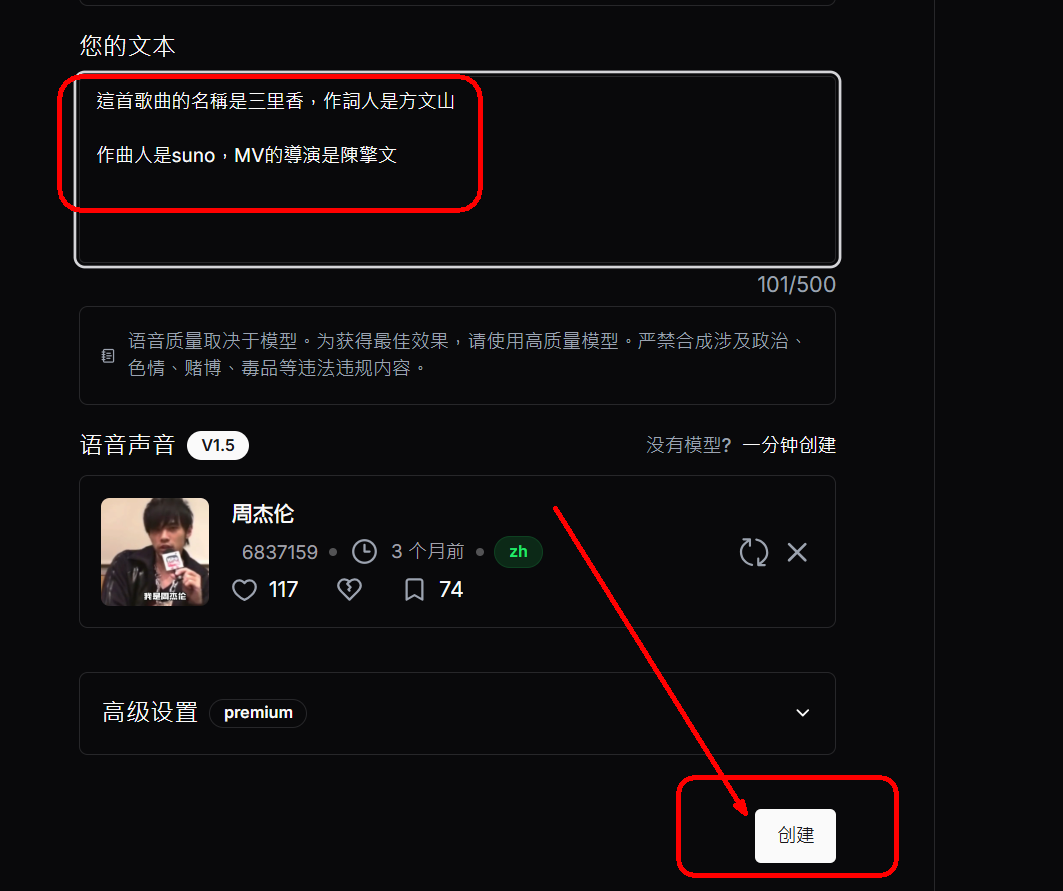 您的文本
這首歌曲的名稱是三里香，作詞人是方文山
作曲人是suno，MV的導演是陳擎文
101/500
语音质量取决于模型。为获得最佳效果，请使用高质量模型。严禁合成涉及政治、
色情、赌博、毒品等违法违规内容。
语音声音 V1.5 没有模型? 一分钟创建
周杰伦
6837159 3 个月前 zh
117 74
我是周杰伦
高级设置 premium
创建